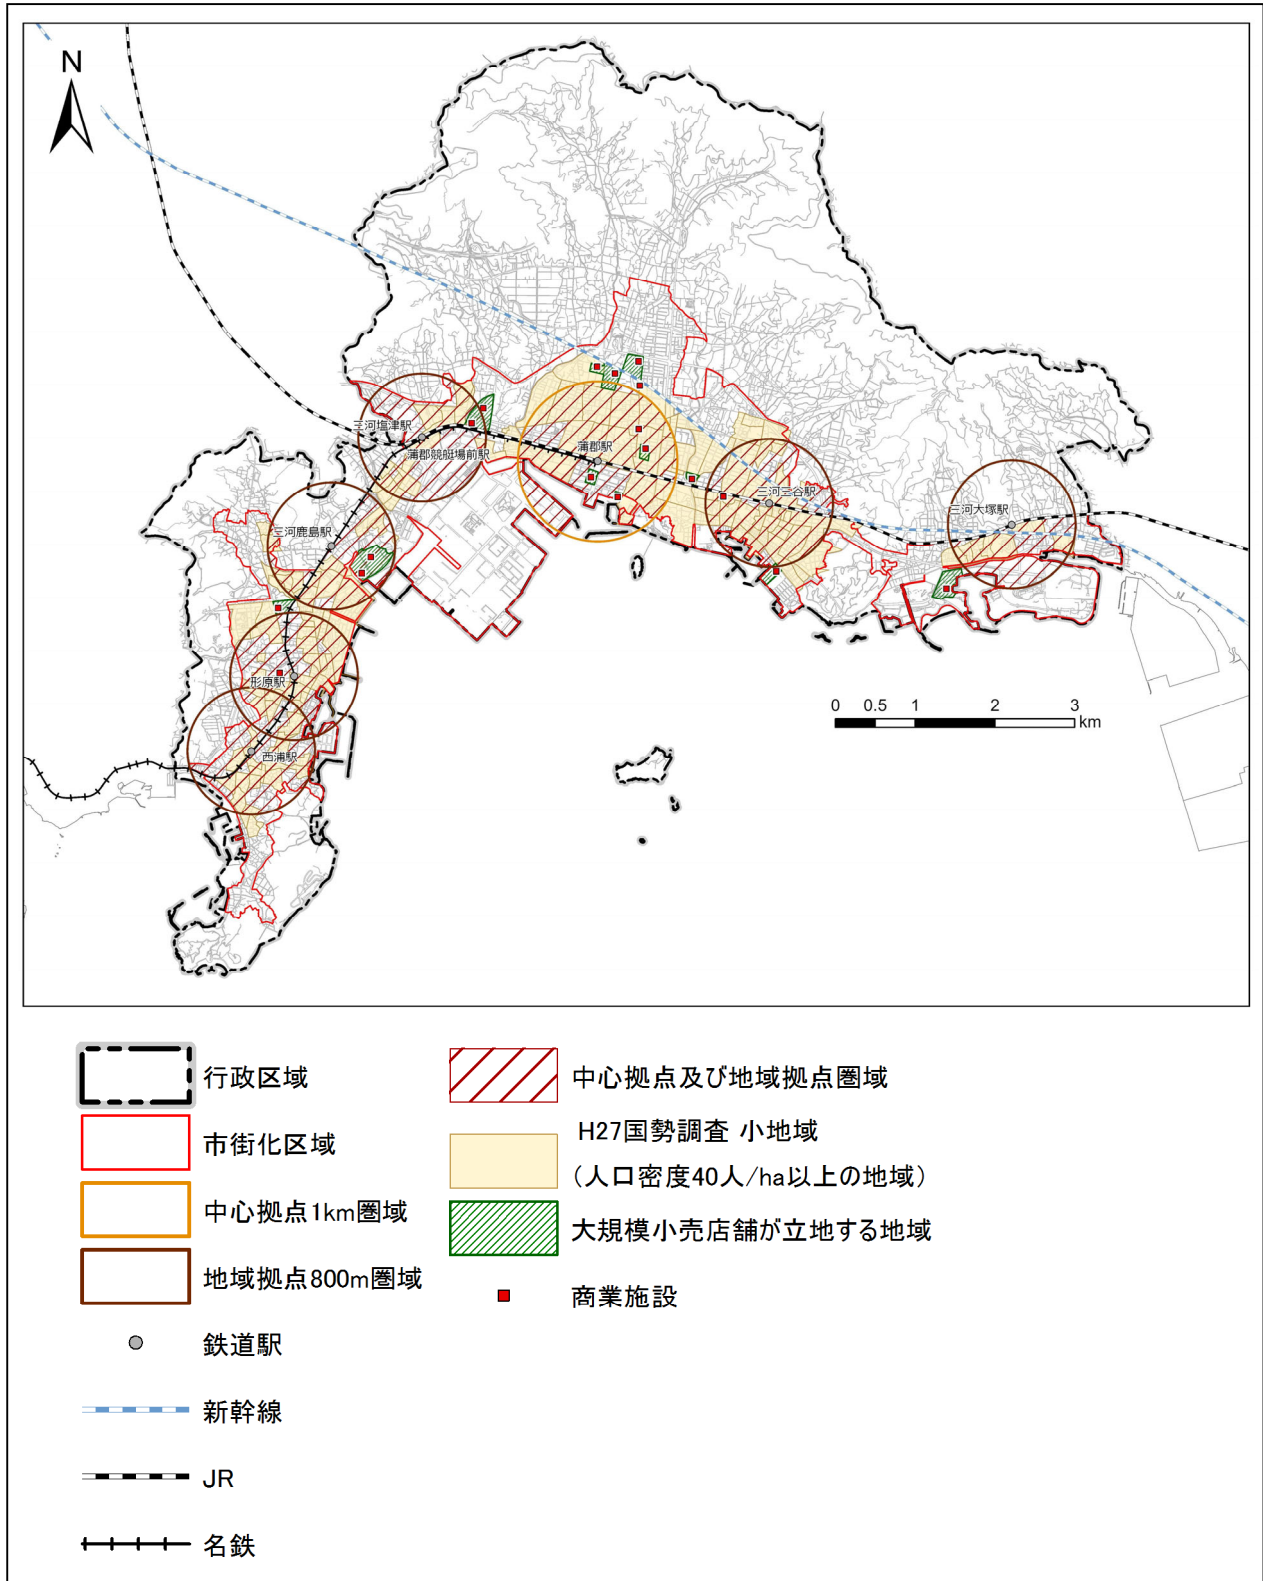 N
三河塩津駅
蒲郡競艇場前駅
蒲郡駅
三河三谷駅
三河大塚駅
三河鹿島駅
形原駅
西浦駅
0 0.5 1 2 3
km
行政区域
市街化区域
中心拠点1km圏域
地域拠点800m圏域
鉄道駅
新幹線
JR
名鉄
中心拠点及び地域拠点圏域
H27国勢調査 小地域
(人口密度40人/ha以上の地域)
大規模小売店舗が立地する地域
商業施設